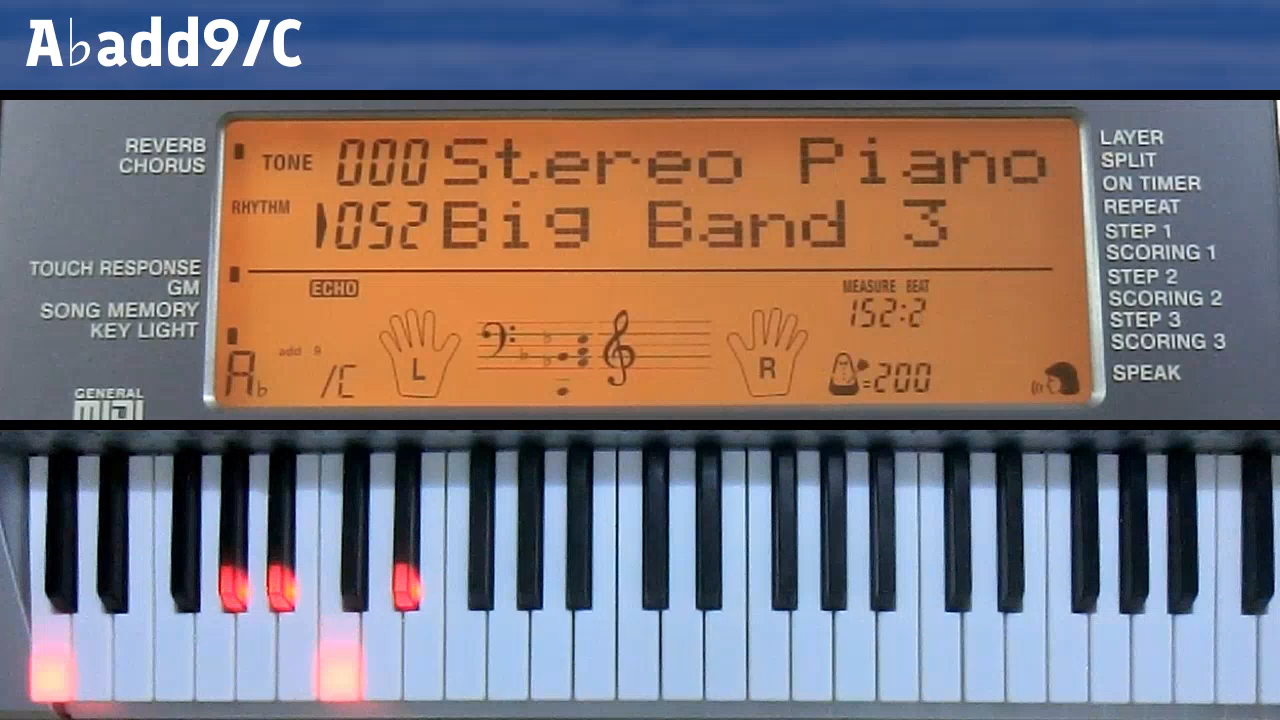 A♭add9/C
REVERB
CHORUS
TONE 000 Stereo Piano
RHYTHM 052 Big Band 3
TOUCH RESPONSE
GM
SONG MEMORY
KEY LIGHT
GENERAL
MIDI
ECHO
MEASURE BEAT
152:2
A♭ add 9 /C
L
R
=200
LAYER
SPLIT
ON TIMER
REPEAT
STEP 1
SCORING 1
STEP 2
SCORING 2
STEP 3
SCORING 3
SPEAK